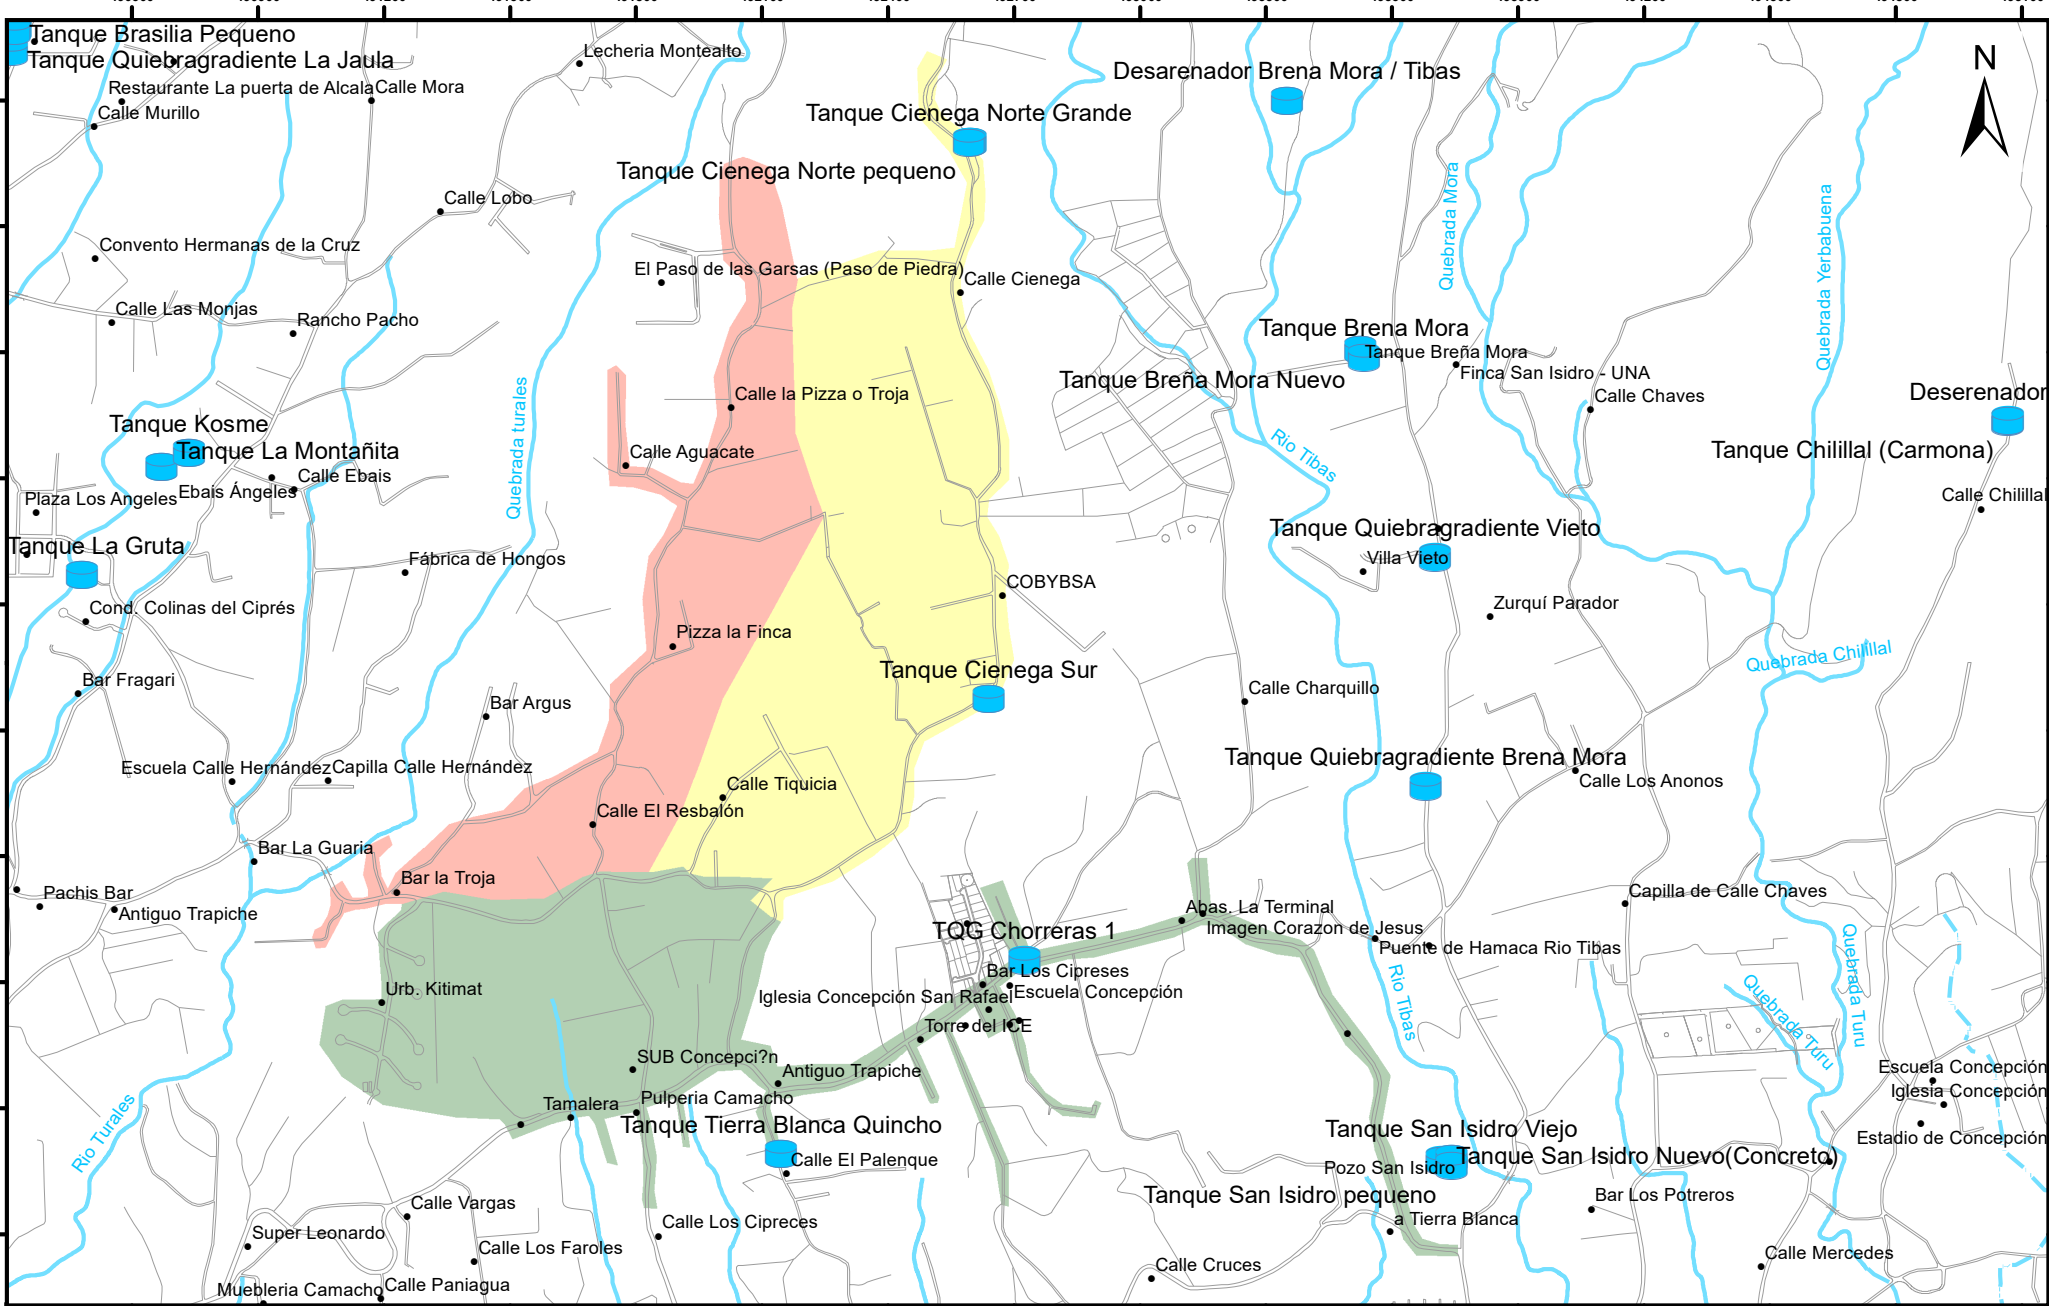 Tanque Brasilia Pequeno
Lecheria Montealto
Tanque Quiebragradiente La Jaula
Desarenador Brena Mora / Tibas
N
Restaurante La puerta de Alcala
Calle Mora
Calle Murillo
Tanque Cienega Norte Grande
Tanque Cienega Norte pequeno
Calle Lobo
Quebrada Mora
Quebrada Yerbabuena
Convento Hermanas de la Cruz
El Paso de las Garsas (Paso de Piedra)
Calle Cienega
Calle Las Monjas
Rancho Pacho
Tanque Brena Mora
Tanque Breña Mora
Finca San Isidro - UNA
Tanque Breña Mora Nuevo
Calle Chaves
Deserenador
Calle la Pizza o Troja
Quebrada turales
Tanque Kosme
Tanque La Montañita
Calle Aguacate
Rio Tibas
Tanque Chilillal (Carmona)
Calle Ebais
Ebais Ángeles
Plaza Los Angeles
Calle Chilillal
Tanque Quiebragradiente Vieto
Tanque La Gruta
Fábrica de Hongos
Villa Vieto
COBYBSA
Cond. Colinas del Ciprés
Zurquí Parador
Pizza la Finca
Quebrada Chilillal
Tanque Cienega Sur
Bar Fragari
Calle Charquillo
Bar Argus
Tanque Quiebragradiente Brena Mora
Escuela Calle Hernández
Capilla Calle Hernández
Calle Tiquicia
Calle Los Anonos
Calle El Resbalón
Bar La Guaria
Bar la Troja
Pachis Bar
Antiguo Trapiche
Capilla de Calle Chaves
Abas. La Terminal
Imagen Corazon de Jesus
TQG Chorreras 1
Puente de Hamaca Rio Tibas
Quebrada Turu
Bar Los Cipreses
Urb. Kitimat
Iglesia Concepción San Rafael
Escuela Concepción
Rio Tibas
Quebrada Turu
Torre del ICE
SUB Concepci?n
Antiguo Trapiche
Escuela Concepción
Iglesia Concepción
Tamalera
Pulperia Camacho
Rio Turales
Tanque Tierra Blanca Quincho
Tanque San Isidro Viejo
Estadio de Concepción
Calle El Palenque
Pozo San Isidro
Tanque San Isidro Nuevo(Concreto)
Tanque San Isidro pequeno
Bar Los Potreros
Calle Vargas
Calle Los Cipreces
a Tierra Blanca
Super Leonardo
Calle Los Faroles
Calle Mercedes
Calle Cruces
Muebleria Camacho
Calle Paniagua